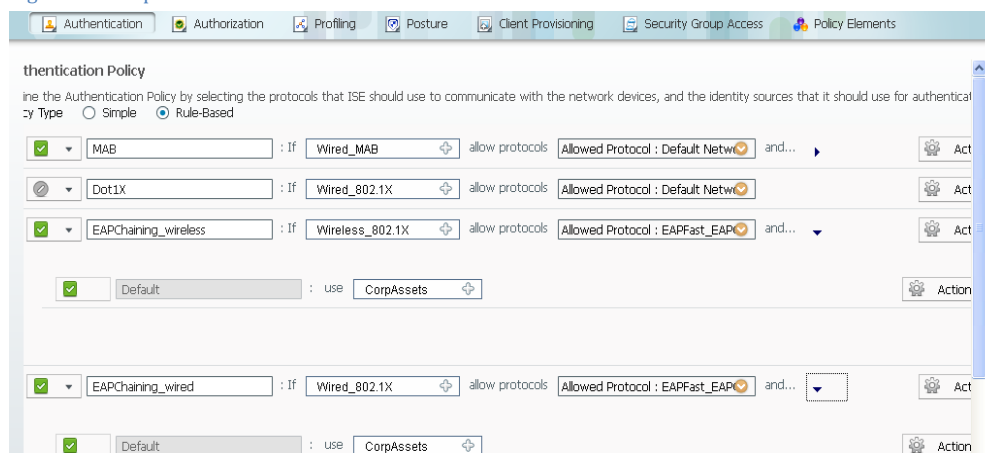 Authentication Authorization Profiling Posture Client Provisioning Security Group Access Policy Elements
thentication Policy
ine the Authentication Policy by selecting the protocols that ISE should use to communicate with the network devices, and the identity sources that it should use for authenticat
cy Type Simple Rule-Based
MAB : If Wired_MAB allow protocols Allowed Protocol : Default Netw and... Act
Dot1X : If Wired_802.1X allow protocols Allowed Protocol : Default Netw Act
EAPChaining_wireless : If Wireless_802.1X allow protocols Allowed Protocol : EAPFast_EAP and... Act
Default : use CorpAssets Action
EAPChaining_wired : If Wired_802.1X allow protocols Allowed Protocol : EAPFast_EAP and... Act
Default : use CorpAssets Action